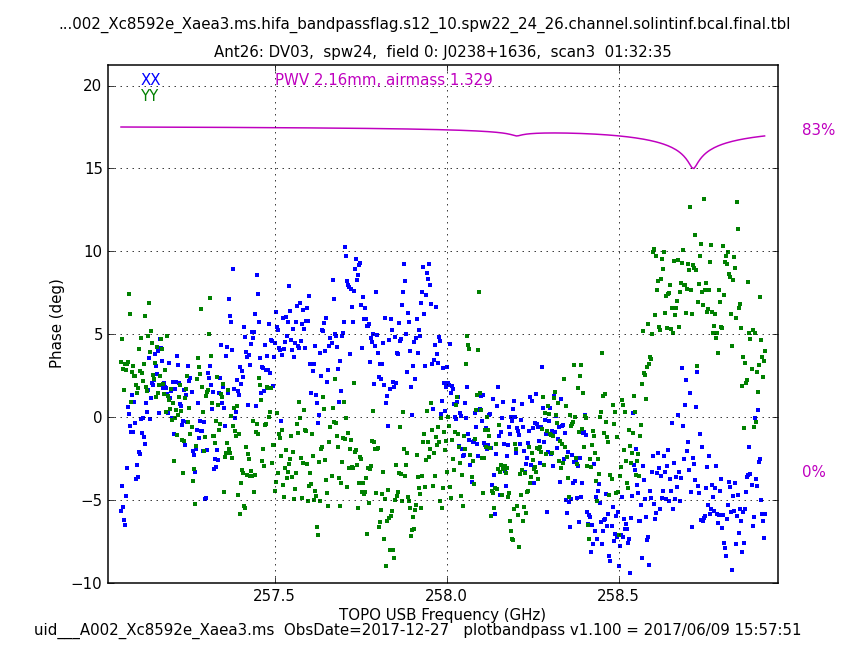 ...002_Xc8592e_Xaea3.ms.hifa_bandpassflag.s12_10.spw22_24_26.channel.solintinf.bcal.final.tbl
Ant26: DV03,  spw24,  field 0: J0238+1636,  scan3  01:32:35
XX
YY
PWV 2.16mm, airmass 1.329
83%
0%
20
15
10
5
0
−5
−10
Phase (deg)
257.5 258.0 258.5
TOPO USB Frequency (GHz)
uid___A002_Xc8592e_Xaea3.ms  ObsDate=2017-12-27   plotbandpass v1.100 = 2017/06/09 15:57:51